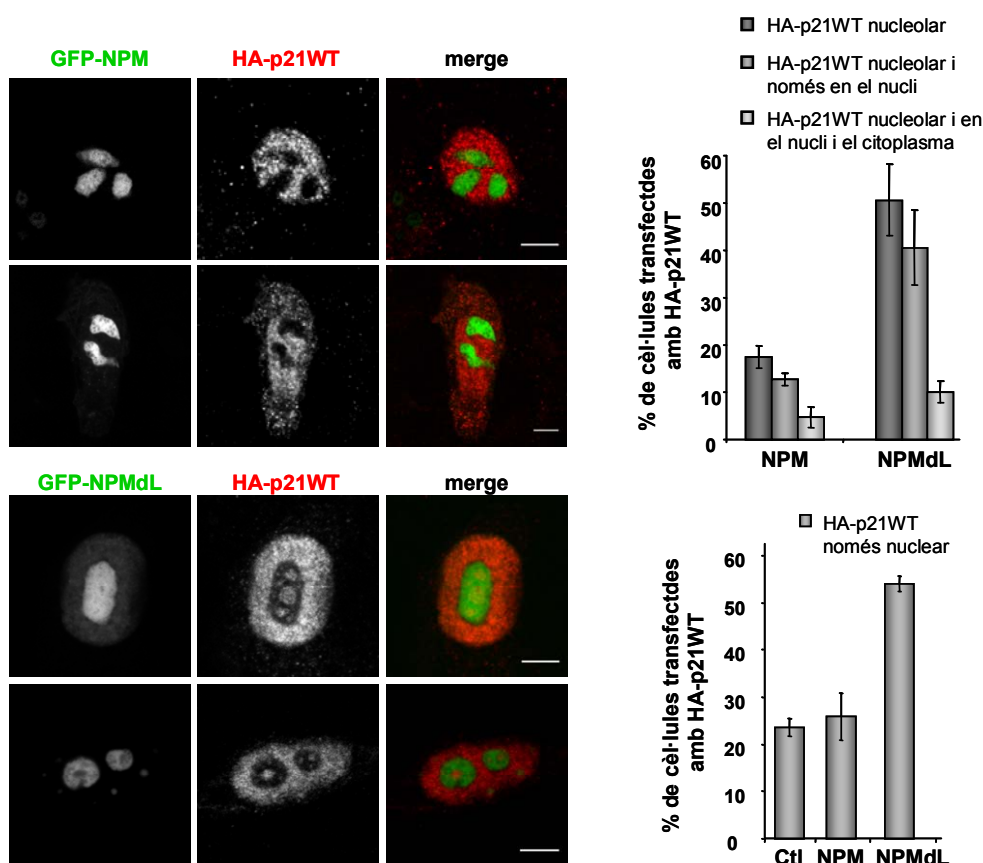 GFP-NPM
HA-p21WT
merge
GFP-NPMdL
HA-p21WT
merge
HA-p21WT nucleolar
HA-p21WT nucleolar i
només en el nucli
HA-p21WT nucleolar i en
el nucli i el citoplasma
% de cèl·lules transfectdes
amb HA-p21WT
60
50
40
30
20
10
0
NPM
NPMdL
HA-p21WT
només nuclear
% de cèl·lules transfectdes
amb HA-p21WT
60
50
40
30
20
10
0
Ctl
NPM
NPMdL